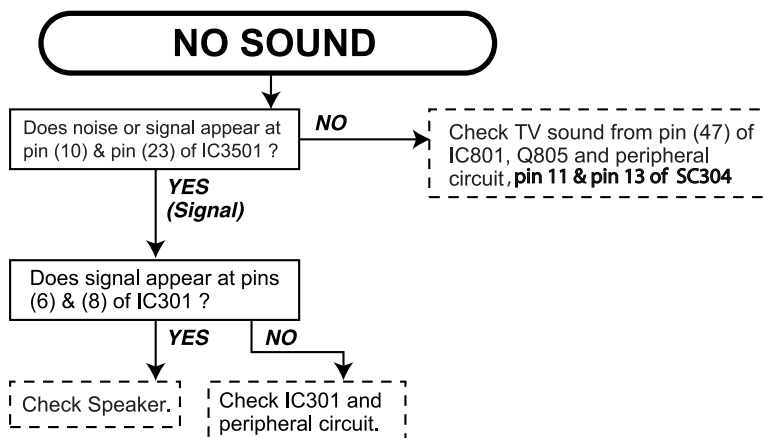 NO SOUND
Does noise or signal appear at
pin (10) & pin (23) of IC3501 ?
NO
Check TV sound from pin (47) of
IC801, Q805 and peripheral
circuit, pin 11 & pin 13 of SC304
YES
(Signal)
Does signal appear at pins
(6) & (8) of IC301 ?
YES
NO
Check Speaker.
Check IC301 and
peripheral circuit.